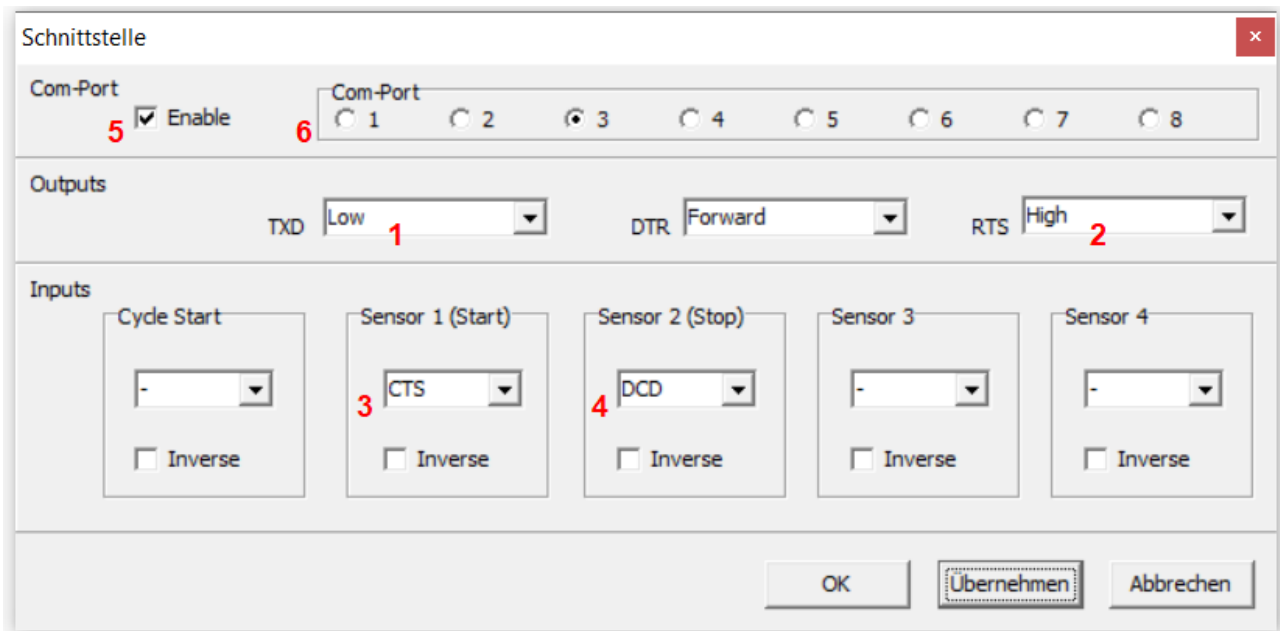 Schnittstelle
Com-Port
5 Enable
6 Com-Port
1 2 3 4 5 6 7 8
Outputs
TXD Low 1 DTR Forward RTS High 2
Inputs
Cycle Start Sensor 1 (Start) Sensor 2 (Stop) Sensor 3 Sensor 4
- 3 CTS 4 DCD - -
Inverse Inverse Inverse Inverse Inverse
OK Übernehmen Abbrechen